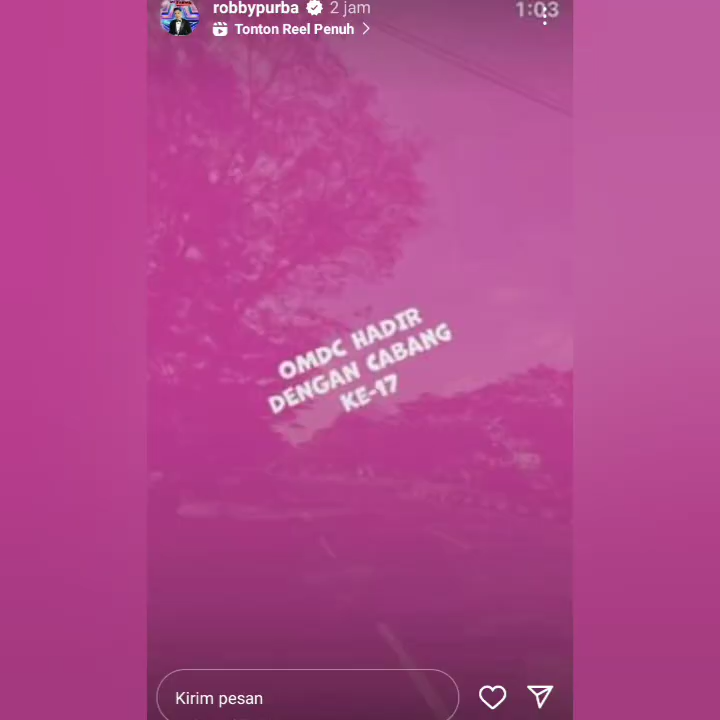 robbypurba 2 jam
1:03
Tonton Reel Penuh
OMDC HADIR
DENGAN CABANG
KE-17
Kirim pesan